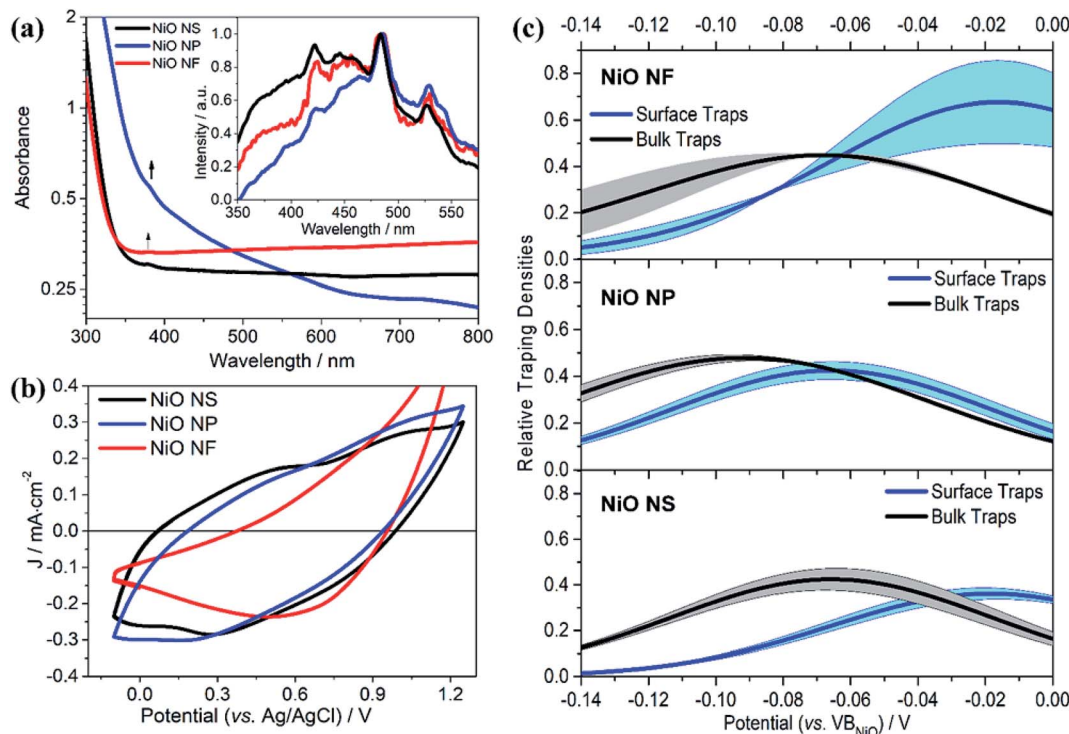 (a)
NiO NS
NiO NP
NiO NF
2
1
0.5
0.25
Absorbance
300 400 500 600 700 800
Wavelength / nm
1.0
0.8
0.6
0.4
0.2
0.0
Intensity / a.u.
350 400 450 500 550
Wavelength / nm
(b)
NiO NS
NiO NP
NiO NF
0.4
0.3
0.2
0.1
0.0
-0.1
-0.2
-0.3
-0.4
J / mA·cm-2
0.0 0.3 0.6 0.9 1.2
Potential (vs. Ag/AgCl) / V
(c)
-0.14 -0.12 -0.10 -0.08 -0.06 -0.04 -0.02 0.00
Relative Traping Densities
NiO NF
Surface Traps
Bulk Traps
0.8
0.6
0.4
0.2
0.0
NiO NP
Surface Traps
Bulk Traps
0.8
0.6
0.4
0.2
0.0
NiO NS
Surface Traps
Bulk Traps
0.8
0.6
0.4
0.2
0.0
-0.14 -0.12 -0.10 -0.08 -0.06 -0.04 -0.02 0.00
Potential (vs. VBNiO) / V